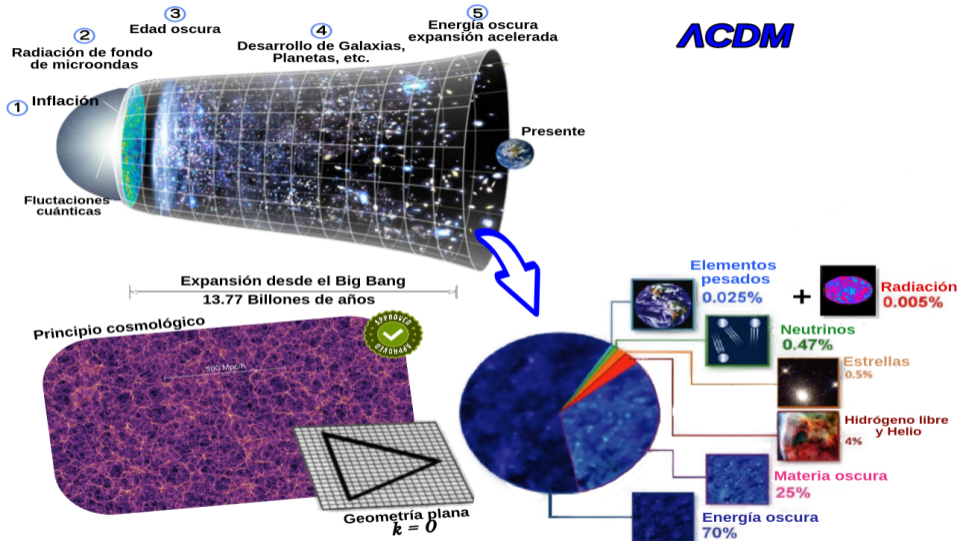 ΛCDM
1
Inflación
2
Radiación de fondo
de microondas
3
Edad oscura
4
Desarrollo de Galaxias,
Planetas, etc.
5
Energía oscura
expansión acelerada
Presente
Fluctaciones
cuánticas
Expansión desde el Big Bang
13.77 Billones de años
Principio cosmológico
500 Mpc/h
APPROVED
APPROVED
Geometría plana
k = 0
Elementos
pesados
0.025%
+
Radiación
0.005%
Neutrinos
0.47%
Estrellas
0.5%
Hidrógeno libre
y Helio
4%
Materia oscura
25%
Energía oscura
70%